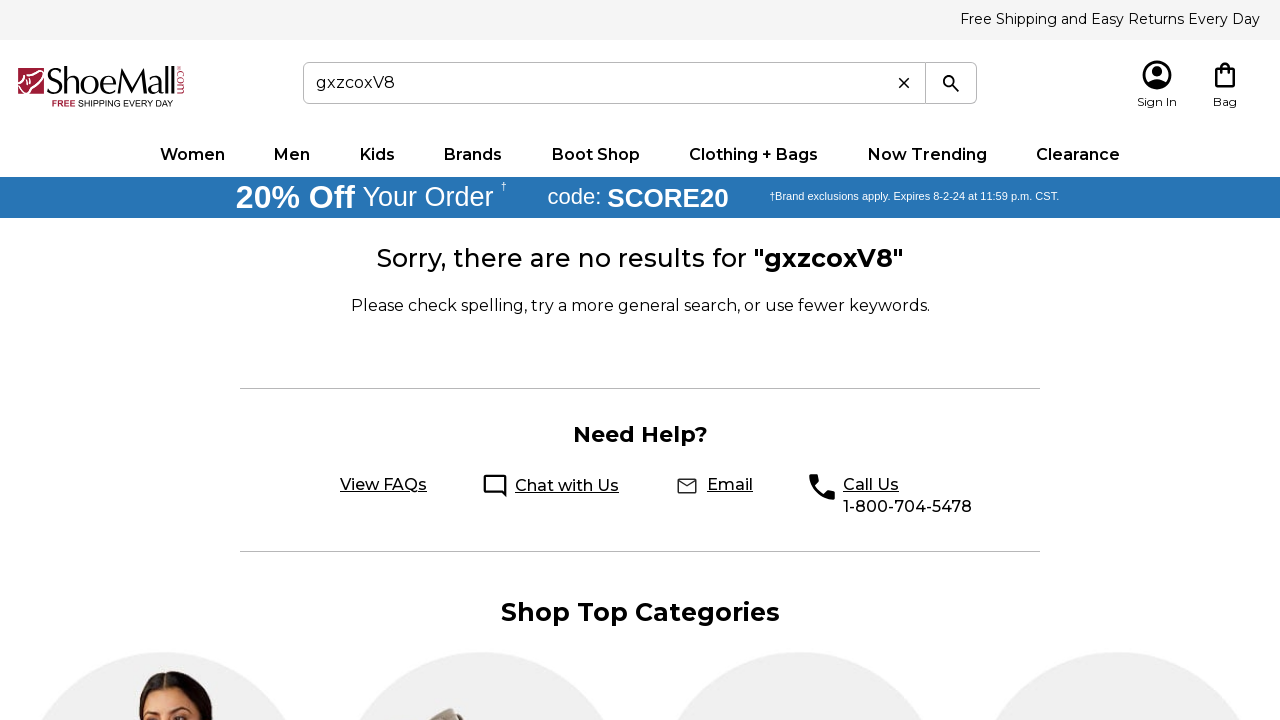 Free Shipping and Easy Returns Every Day
ShoeMall.com®
FREE SHIPPING EVERY DAY
gxzcoxV8
Sign In
Bag
Women Men Kids Brands Boot Shop Clothing + Bags Now Trending Clearance
20% Off Your Order † code: SCORE20 †Brand exclusions apply. Expires 8-2-24 at 11:59 p.m. CST.
Sorry, there are no results for "gxzcoxV8"
Please check spelling, try a more general search, or use fewer keywords.
Need Help?
View FAQs Chat with Us Email Call Us
1-800-704-5478
Shop Top Categories